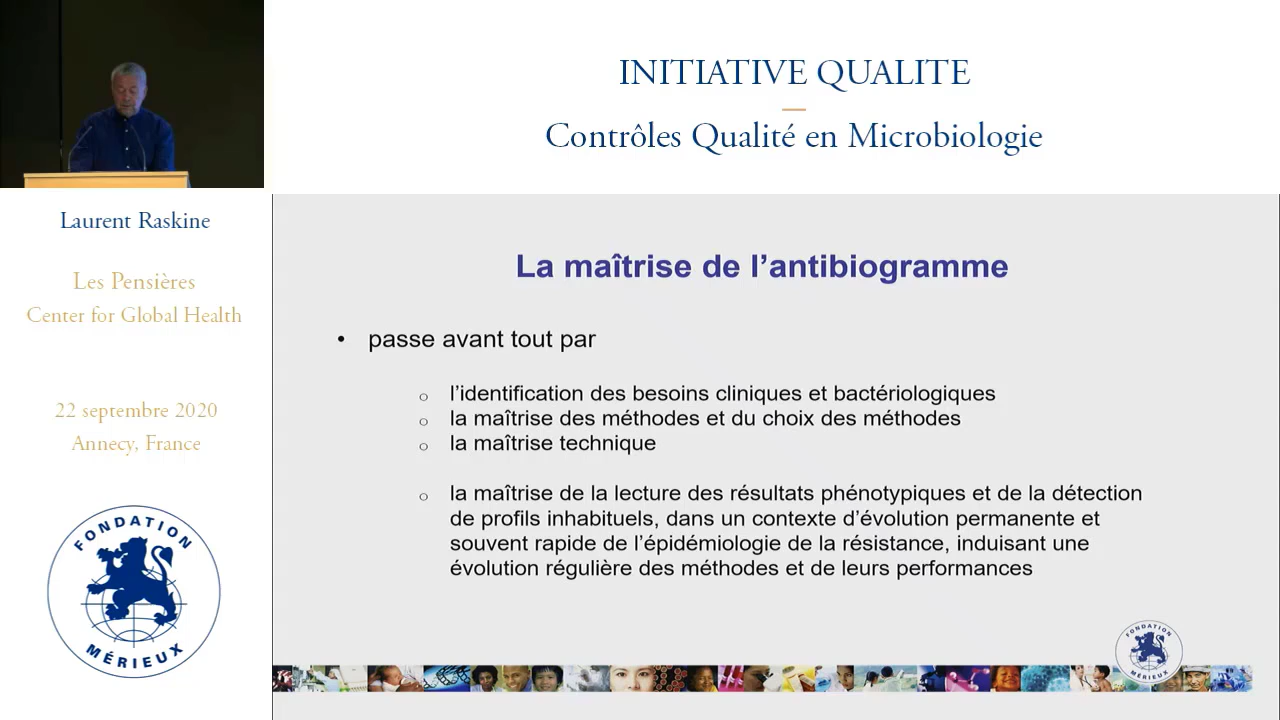 INITIATIVE QUALITE
Contrôles Qualité en Microbiologie
Laurent Raskine
Les Pensières
Center for Global Health
22 septembre 2020
Annecy, France
FONDATION
MÉRIEUX
La maîtrise de l’antibiogramme
• passe avant tout par
o l’identification des besoins cliniques et bactériologiques
o la maîtrise des méthodes et du choix des méthodes
o la maîtrise technique
o la maîtrise de la lecture des résultats phénotypiques et de la détection
de profils inhabituels, dans un contexte d’évolution permanente et
souvent rapide de l’épidémiologie de la résistance, induisant une
évolution régulière des méthodes et de leurs performances
FONDATION
MÉRIEUX